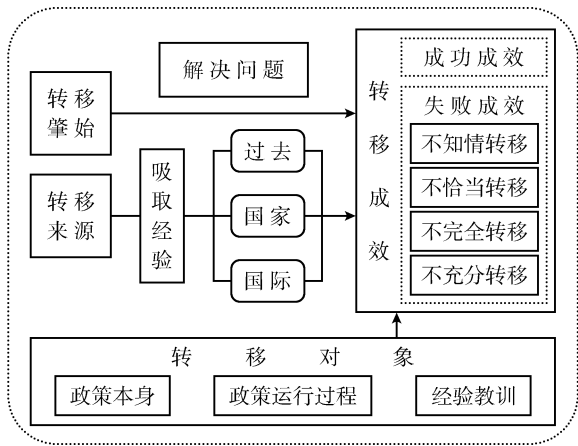 解决问题
转移
肇始
转移
来源
吸
取
经
验
过去
国家
国际
转
移
成
效
成功成效
失败成效
不知情转移
不恰当转移
不完全转移
不充分转移
转移对象
政策本身
政策运行过程
经验教训